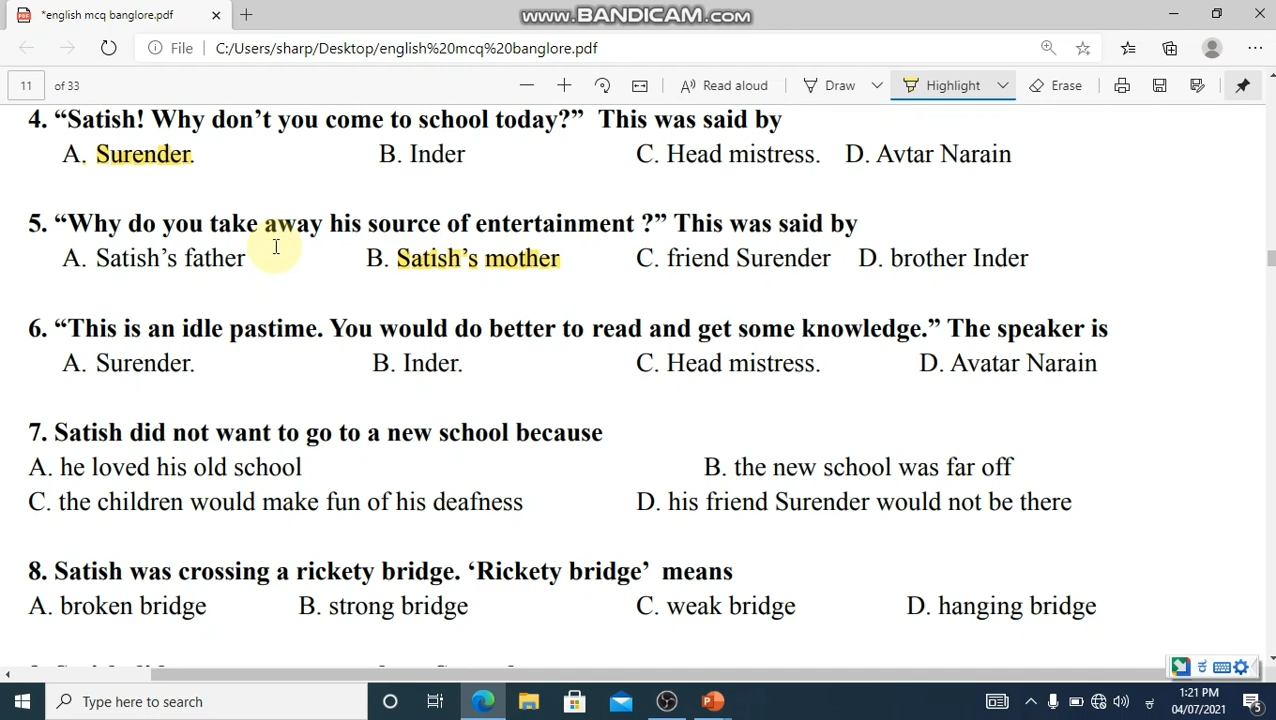 *english mcq banglore.pdf
WWW.BANDICAM.COM
File C:/Users/sharp/Desktop/english%20mcq%20banglore.pdf
11 of 33 Read aloud Draw Highlight Erase
4. “Satish! Why don’t you come to school today?” This was said by
A. Surender. B. Inder C. Head mistress. D. Avtar Narain
5. “Why do you take away his source of entertainment ?” This was said by
A. Satish’s father B. Satish’s mother C. friend Surender D. brother Inder
6. “This is an idle pastime. You would do better to read and get some knowledge.” The speaker is
A. Surender. B. Inder. C. Head mistress. D. Avatar Narain
7. Satish did not want to go to a new school because
A. he loved his old school B. the new school was far off
C. the children would make fun of his deafness D. his friend Surender would not be there
8. Satish was crossing a rickety bridge. ‘Rickety bridge’ means
A. broken bridge B. strong bridge C. weak bridge D. hanging bridge
Type here to search
1:21 PM
04/07/2021
5